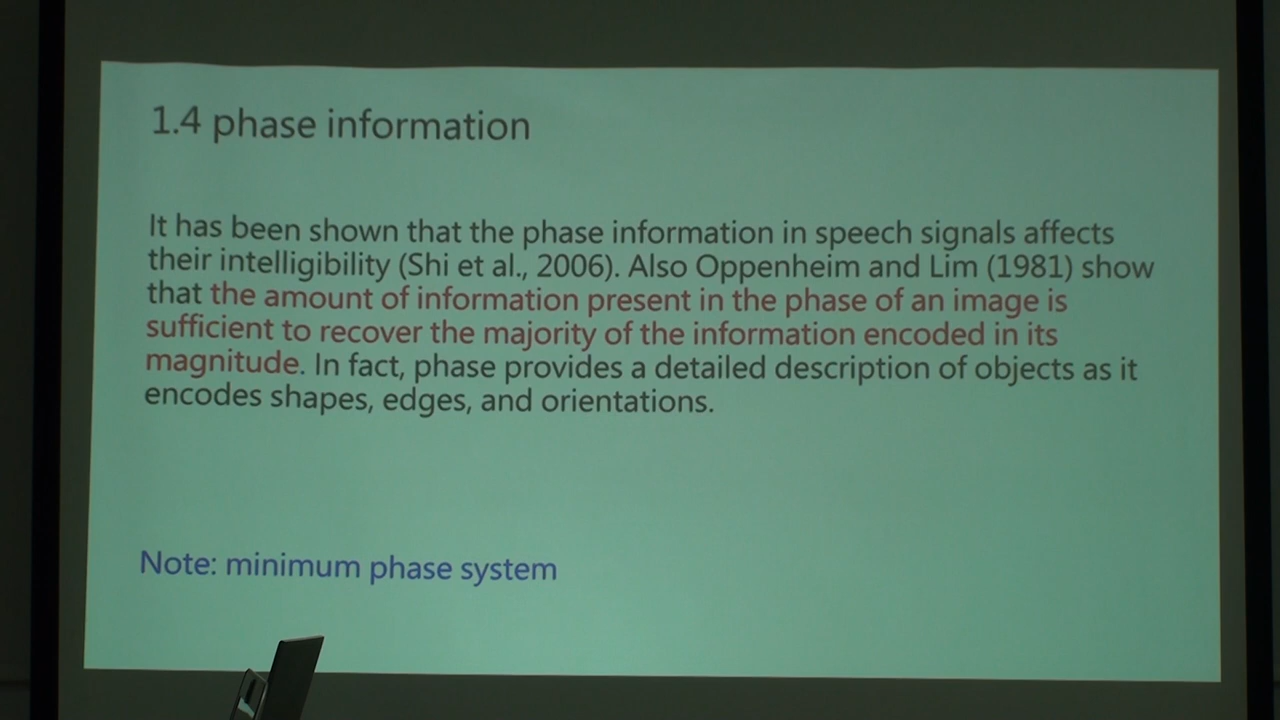 1.4 phase information
It has been shown that the phase information in speech signals affects
their intelligibility (Shi et al., 2006). Also Oppenheim and Lim (1981) show
that the amount of information present in the phase of an image is
sufficient to recover the majority of the information encoded in its
magnitude. In fact, phase provides a detailed description of objects as it
encodes shapes, edges, and orientations.
Note: minimum phase system